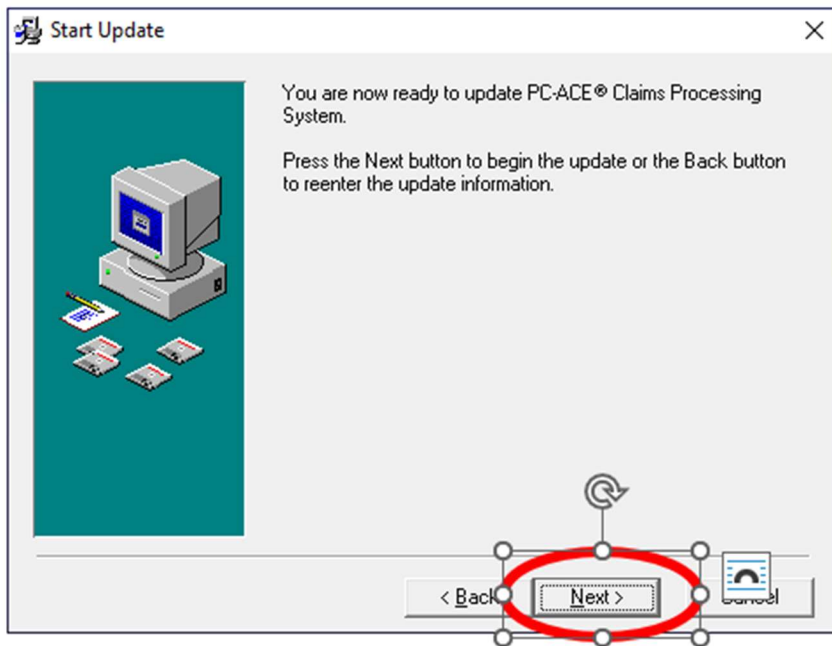 Start Update
You are now ready to update PC-ACE® Claims Processing
System.
Press the Next button to begin the update or the Back button
to reenter the update information.
< Back
Next >